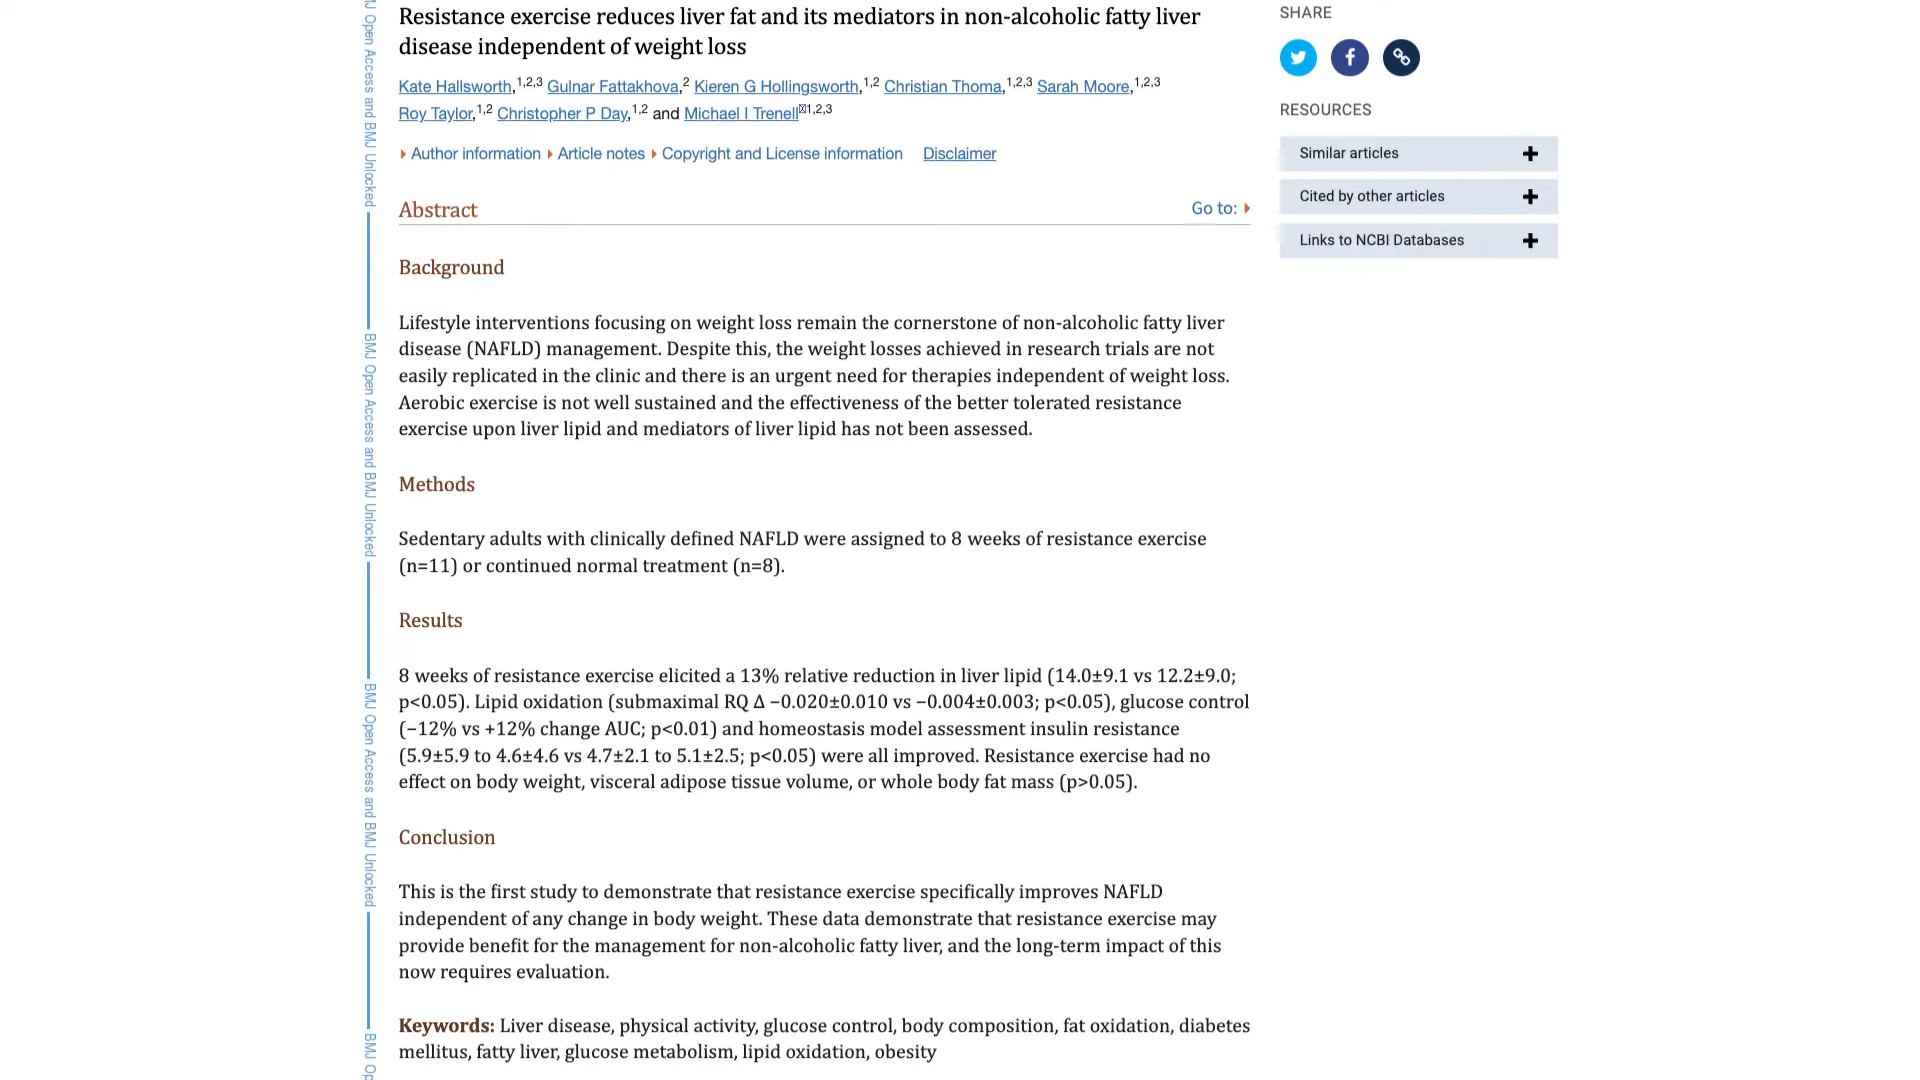 Resistance exercise reduces liver fat and its mediators in non-alcoholic fatty liver
disease independent of weight loss
Kate Hallsworth,1,2,3 Gulnar Fattakhova,2 Kieren G Hollingsworth,1,2 Christian Thoma,1,2,3 Sarah Moore,1,2,3
Roy Taylor,1,2 Christopher P Day,1,2 and Michael I Trenell1,2,3
Author information Article notes Copyright and License information Disclaimer
Abstract
Go to:
Background
Lifestyle interventions focusing on weight loss remain the cornerstone of non-alcoholic fatty liver
disease (NAFLD) management. Despite this, the weight losses achieved in research trials are not
easily replicated in the clinic and there is an urgent need for therapies independent of weight loss.
Aerobic exercise is not well sustained and the effectiveness of the better tolerated resistance
exercise upon liver lipid and mediators of liver lipid has not been assessed.
Methods
Sedentary adults with clinically defined NAFLD were assigned to 8 weeks of resistance exercise
(n=11) or continued normal treatment (n=8).
Results
8 weeks of resistance exercise elicited a 13% relative reduction in liver lipid (14.0±9.1 vs 12.2±9.0;
p<0.05). Lipid oxidation (submaximal RQ Δ −0.020±0.010 vs −0.004±0.003; p<0.05), glucose control
(−12% vs +12% change AUC; p<0.01) and homeostasis model assessment insulin resistance
(5.9±5.9 to 4.6±4.6 vs 4.7±2.1 to 5.1±2.5; p<0.05) were all improved. Resistance exercise had no
effect on body weight, visceral adipose tissue volume, or whole body fat mass (p>0.05).
Conclusion
This is the first study to demonstrate that resistance exercise specifically improves NAFLD
independent of any change in body weight. These data demonstrate that resistance exercise may
provide benefit for the management for non-alcoholic fatty liver, and the long-term impact of this
now requires evaluation.
Keywords: Liver disease, physical activity, glucose control, body composition, fat oxidation, diabetes
mellitus, fatty liver, glucose metabolism, lipid oxidation, obesity
SHARE
RESOURCES
Similar articles
Cited by other articles
Links to NCBI Databases
Open Access and BMJ Unlocked
BMJ Open Access and BMJ Unlocked
BMJ Open Access and BMJ Unlocked
BMJ